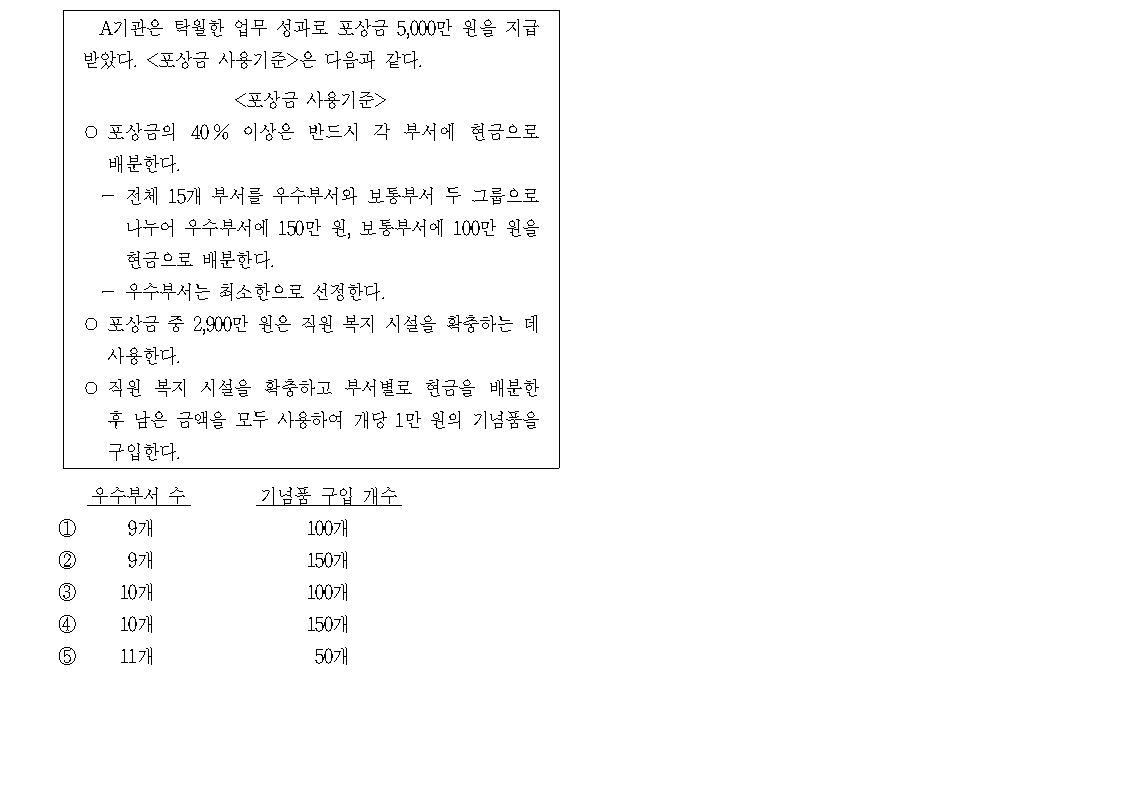 A기관은 탁월한 업무 성과로 포상금 5,000만 원을 지급
받았다. <포상금 사용기준>은 다음과 같다.
<포상금 사용기준>
○ 포상금의 40% 이상은 반드시 각 부서에 현금으로
배분한다.
- 전체 15개 부서를 우수부서와 보통부서 두 그룹으로
나누어 우수부서에 150만 원, 보통부서에 100만 원을
현금으로 배분한다.
- 우수부서는 최소한으로 선정한다.
○ 포상금 중 2,900만 원은 직원 복지 시설을 확충하는 데
사용한다.
○ 직원 복지 시설을 확충하고 부서별로 현금을 배분한
후 남은 금액을 모두 사용하여 개당 1만 원의 기념품을
구입한다.
우수부서 수 기념품 구입 개수
① 9개 100개
② 9개 150개
③ 10개 100개
④ 10개 150개
⑤ 11개 50개